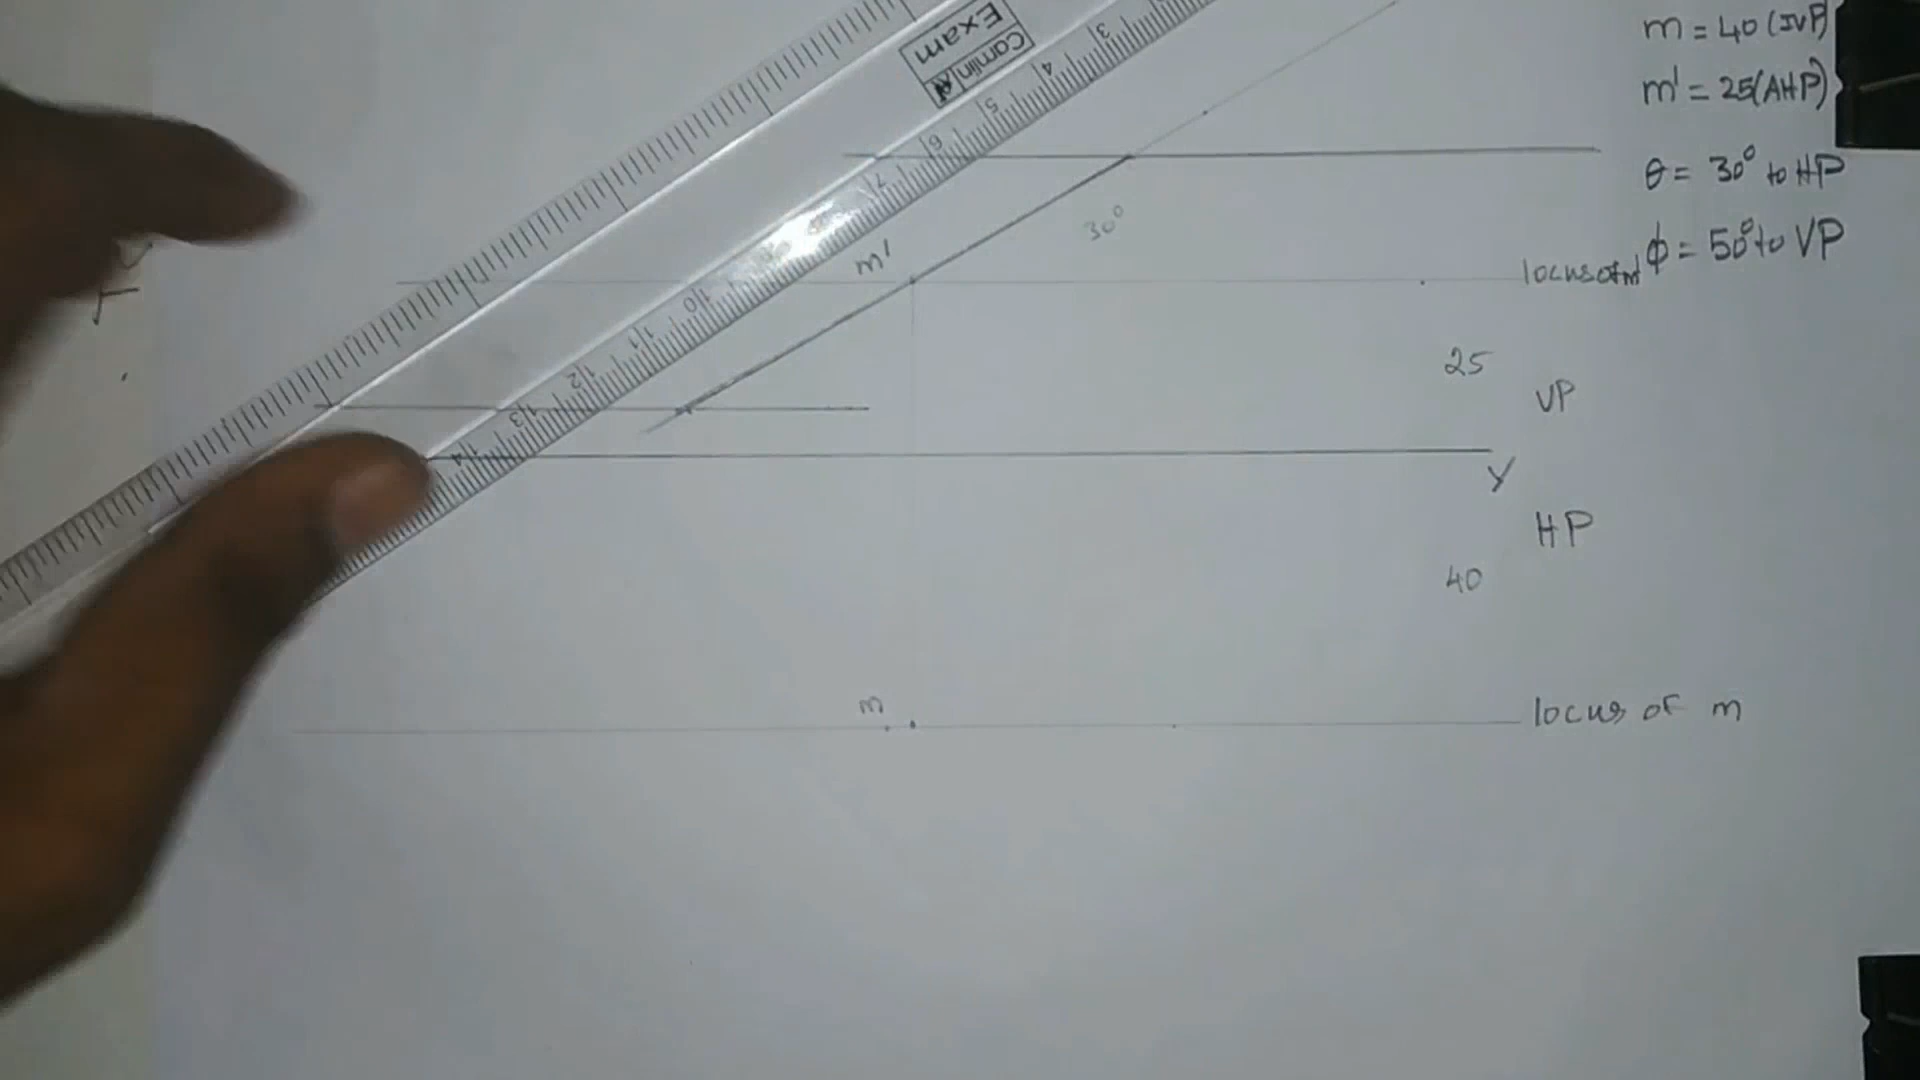 m = 40 (IVP)
m' = 25(AHP)
θ = 30° to HP
ϕ = 50° to VP
Exam
Camlin
3
4
5
6
7
10
11
12
13
14
m'
30°
locus of m'
25
VP
Y
HP
40
m
locus of m